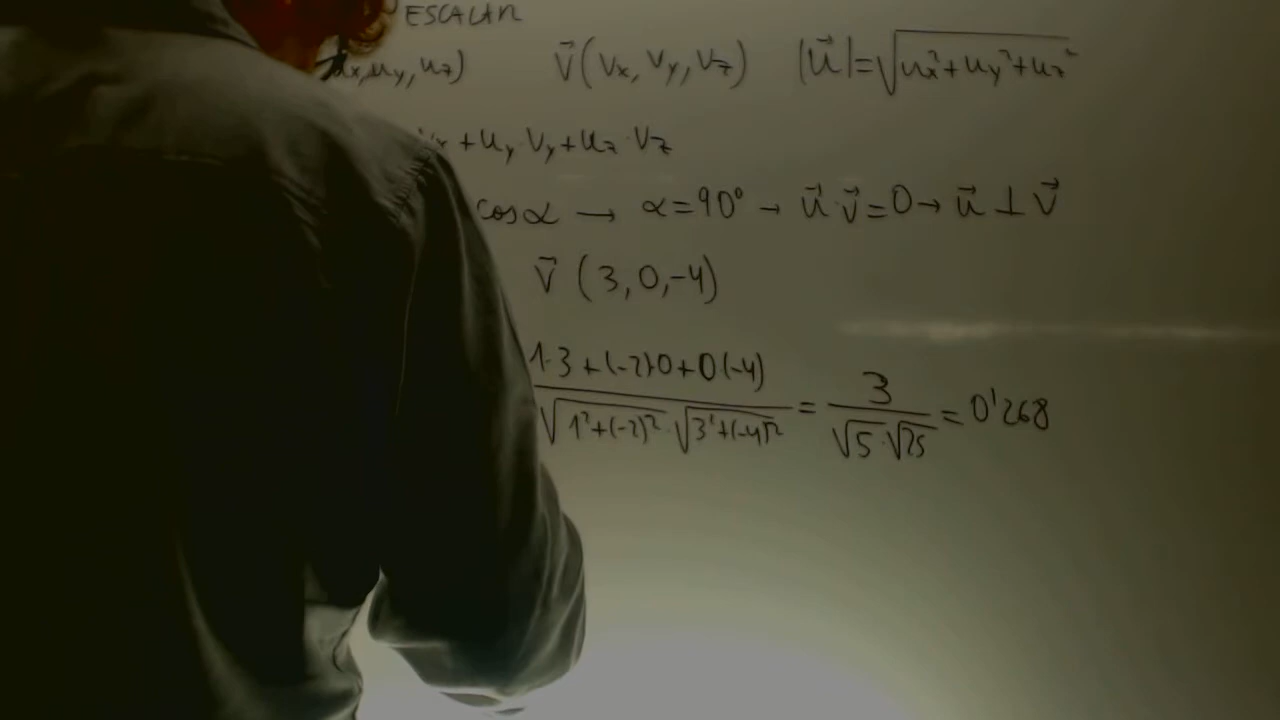 ESCALAR
ux, uy, uz) v⃗ (vx, vy, vz) |u⃗| = √(ux² + uy² + uz²)
vx + uy vy + uz · vz
cos α → α = 90° → u⃗ · v⃗ = 0 → u⃗ ⊥ v⃗
v⃗ (3, 0, -4)
1·3 + (-2)·0 + 0(-4) / √(1² + (-2)²) · √(3² + (-4)²) = 3 / √5 · √25 = 0'268